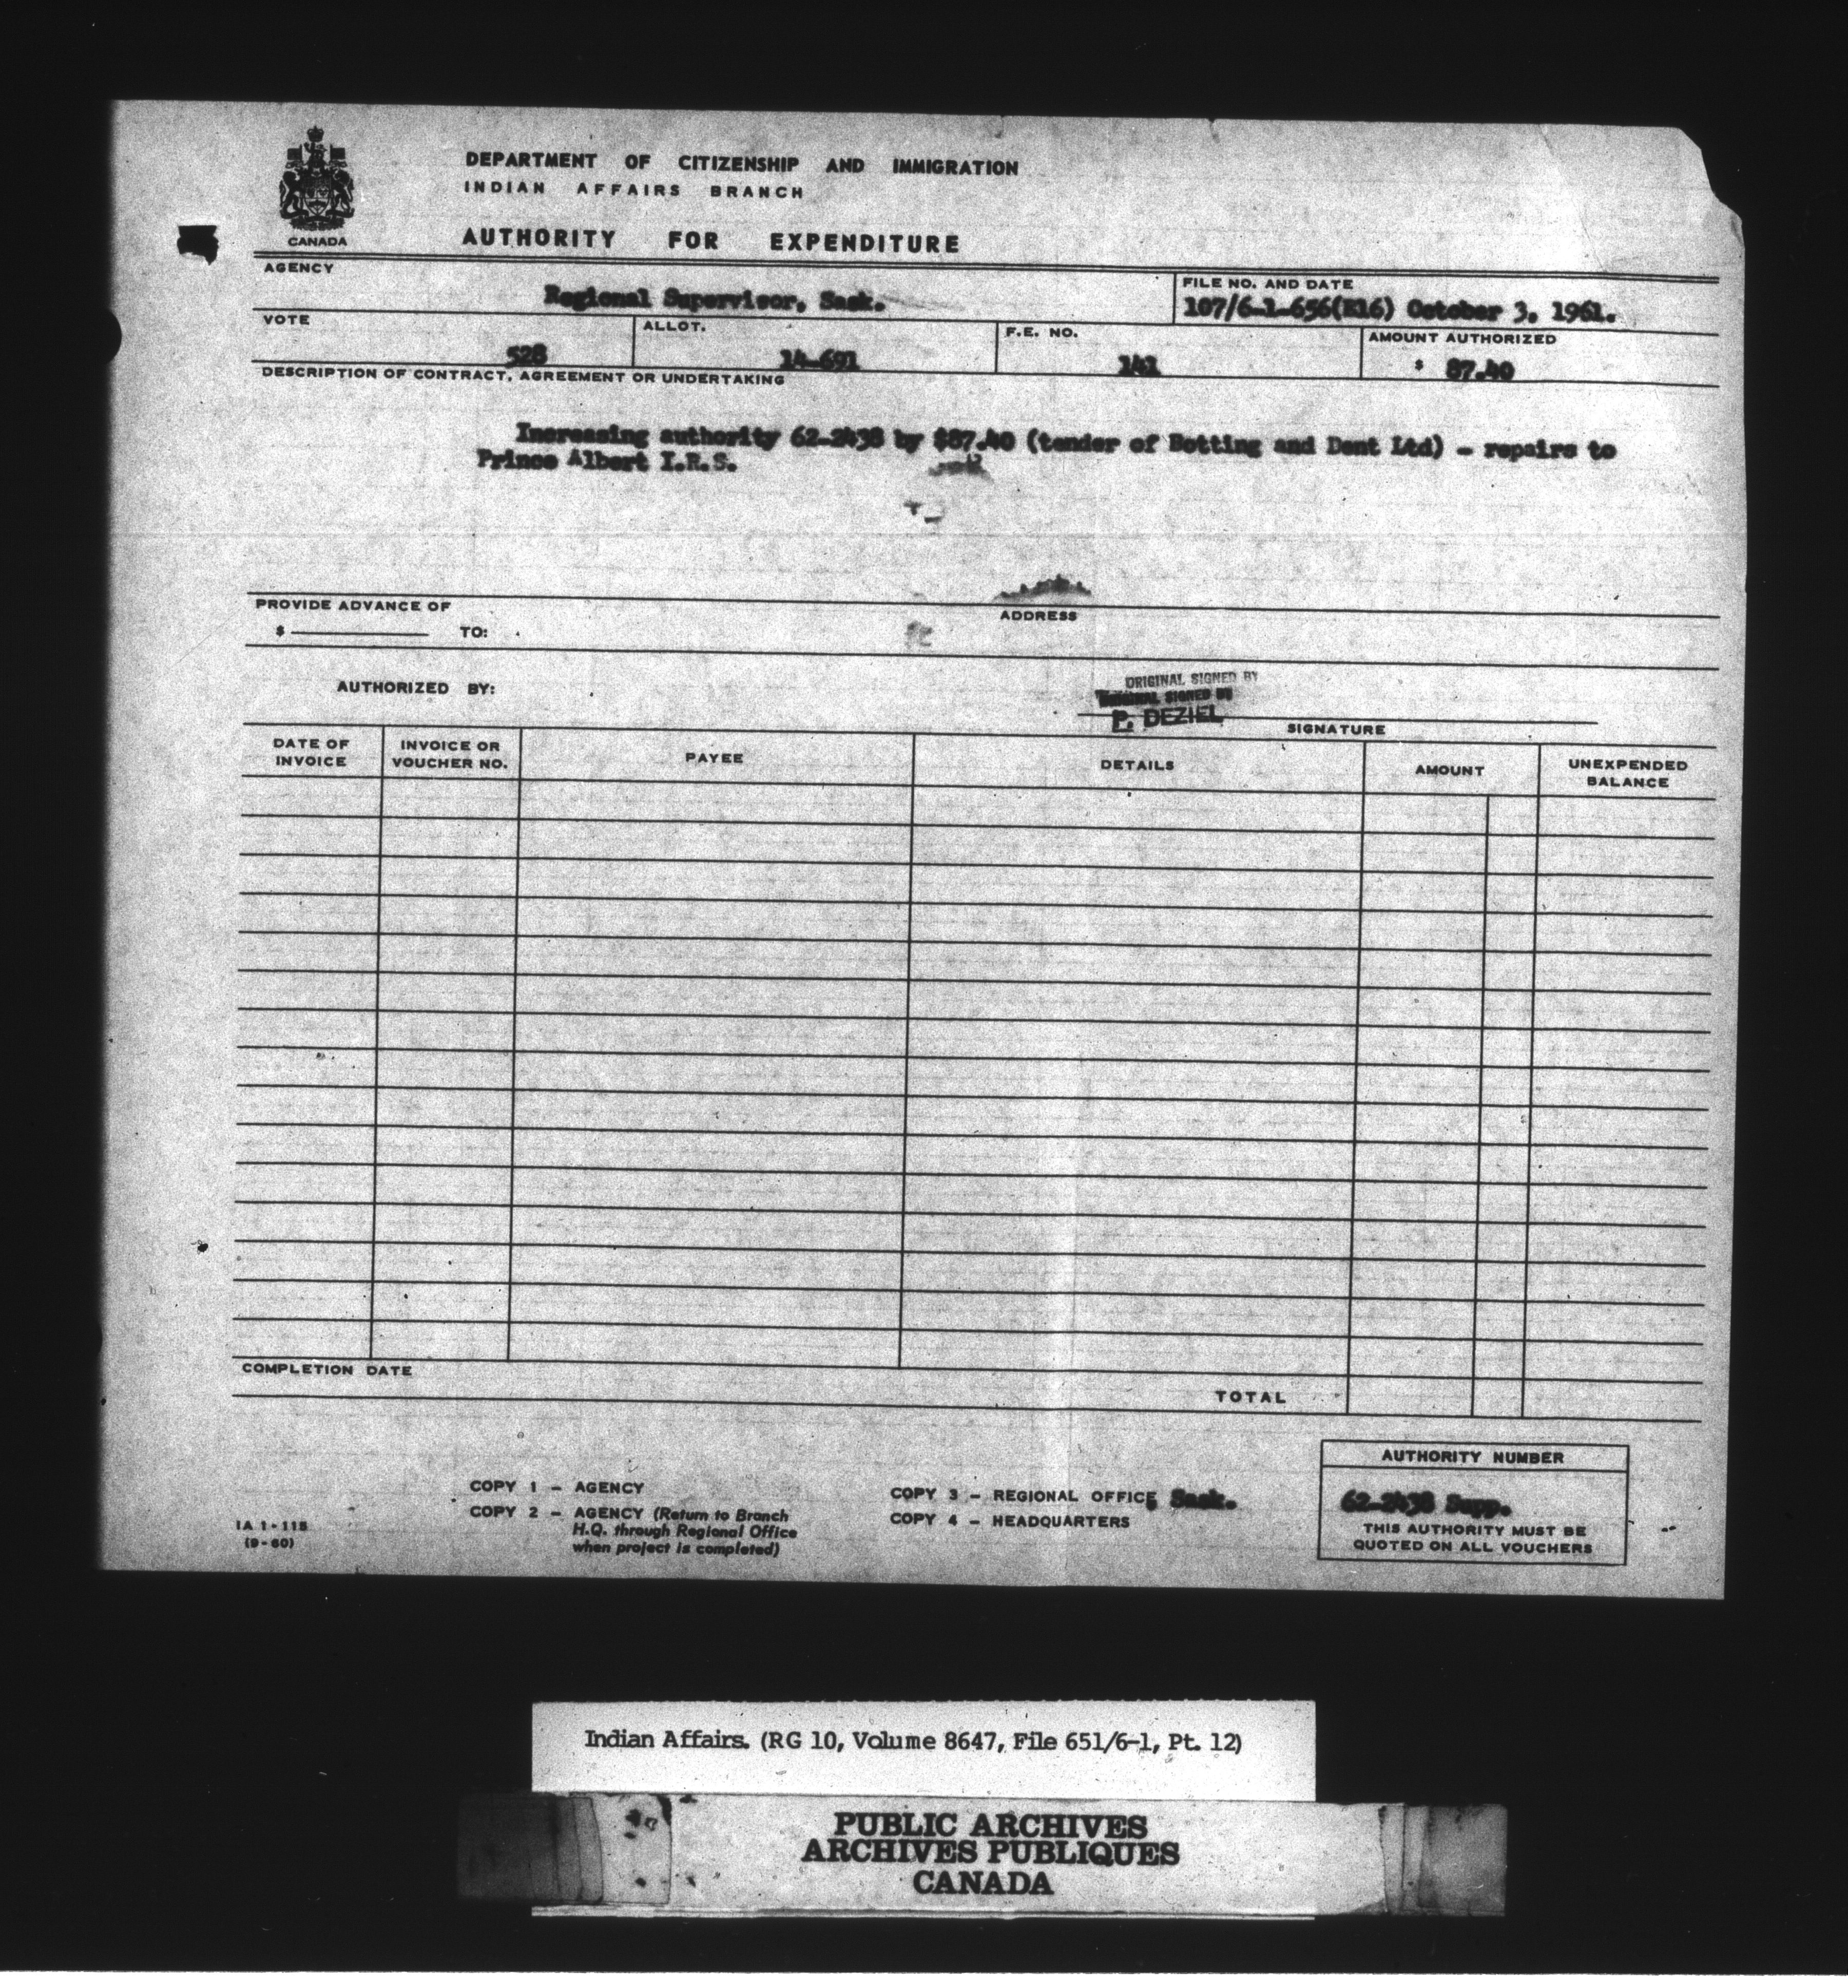 DEPARTMENT OF CITIZENSHIP AND IMMIGRATION
INDIAN AFFAIRS BRANCH
CANADA
AUTHORITY FOR EXPENDITURE
AGENCY
Regional Supervisor, Sask.
FILE NO. AND DATE
107/6-1-656(E16) October 3, 1961.
VOTE
528
ALLOT.
14-691
F.E. NO.
141
AMOUNT AUTHORIZED
$ 87.40
DESCRIPTION OF CONTRACT, AGREEMENT OR UNDERTAKING
Increasing authority 62-2438 by $87.40 (tender of Botting and Dent Ltd) - repairs to
Prince Albert I.R.S.
PROVIDE ADVANCE OF
ADDRESS
$ TO:
AUTHORIZED BY:
ORIGINAL SIGNED BY
ORIGINAL SIGNED BY
P. DEZIEL
SIGNATURE
DATE OF INVOICE
INVOICE OR VOUCHER NO.
PAYEE
DETAILS
AMOUNT
UNEXPENDED BALANCE
COMPLETION DATE
TOTAL
AUTHORITY NUMBER
62-2438 Supp.
THIS AUTHORITY MUST BE
QUOTED ON ALL VOUCHERS
COPY 1 - AGENCY
COPY 2 - AGENCY (Return to Branch
H.Q. through Regional Office
when project is completed)
COPY 3 - REGIONAL OFFICE, Sask.
COPY 4 - HEADQUARTERS
IA 1-115
(9-60)
Indian Affairs. (RG 10, Volume 8647, File 651/6-1, Pt. 12)
PUBLIC ARCHIVES
ARCHIVES PUBLIQUES
CANADA